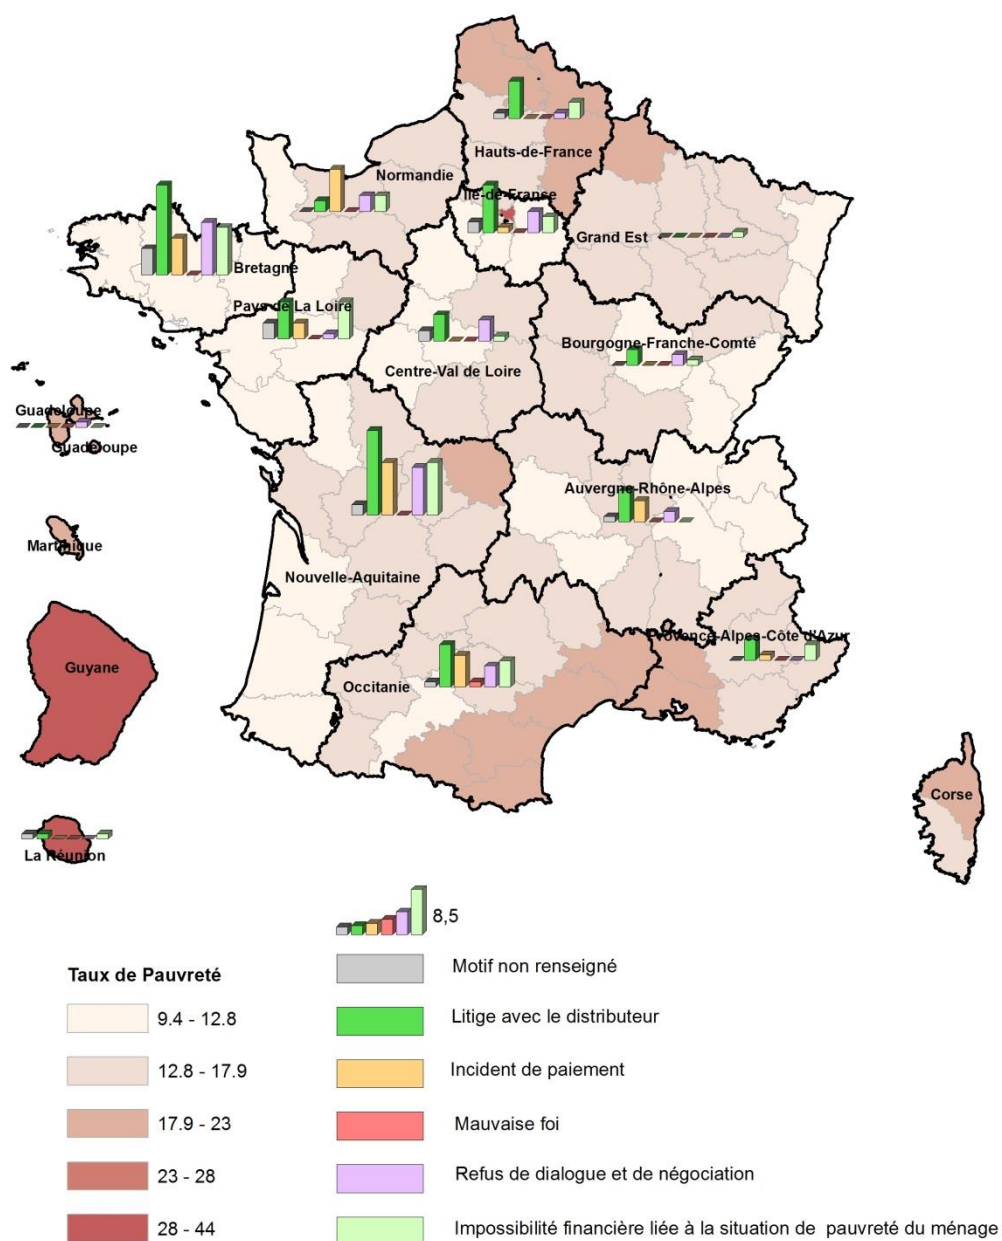 Hauts-de-France
Normandie
Île-de-Franse
Grand Est
Bretagne
Pays de La Loire
Bourgogne-Franche-Comté
Centre-Val de Loire
Guadeloupe
Guadeloupe
Auvergne-Rhône-Alpes
Martinique
Nouvelle-Aquitaine
Provence-Alpes-Côte d'Azur
Guyane
Occitanie
Corse
La Réunion
8,5
Taux de Pauvreté
9.4 - 12.8
12.8 - 17.9
17.9 - 23
23 - 28
28 - 44
Motif non renseigné
Litige avec le distributeur
Incident de paiement
Mauvaise foi
Refus de dialogue et de négociation
Impossibilité financière liée à la situation de pauvreté du ménage